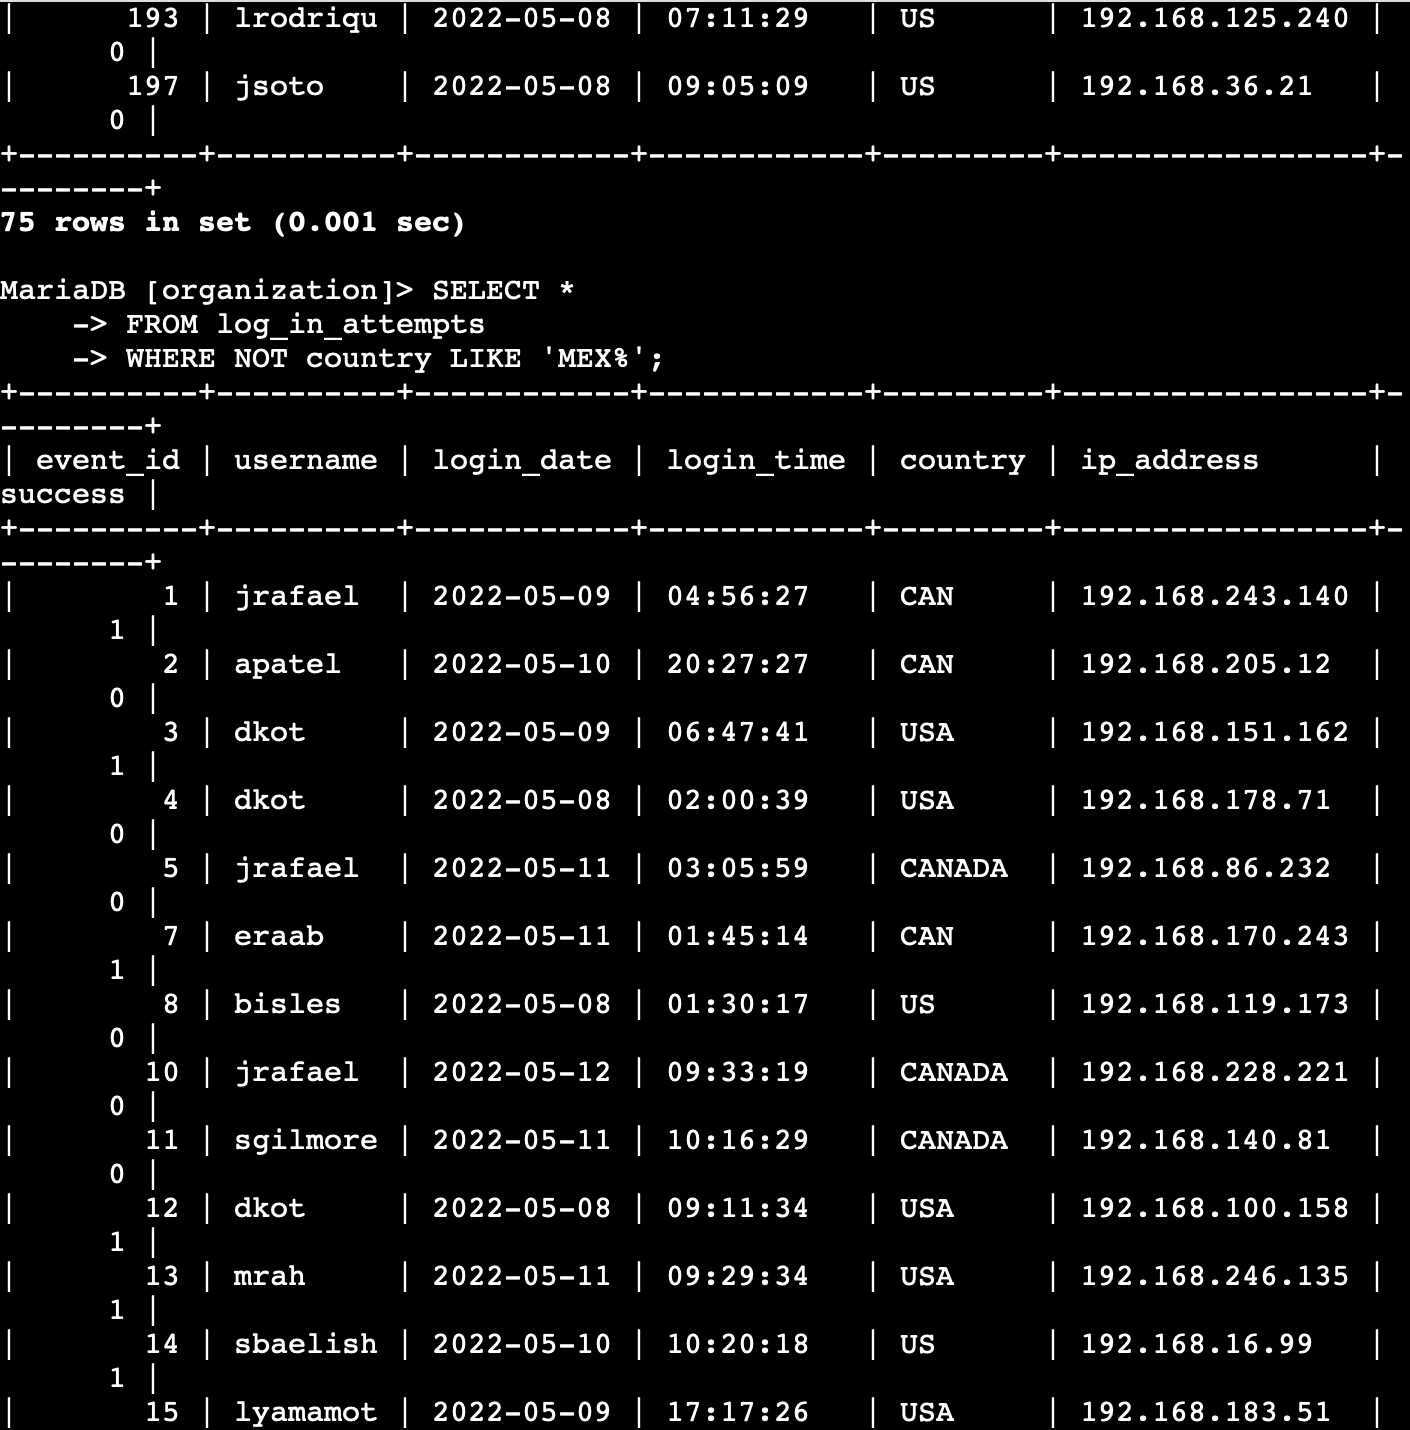 |      193 | lrodriqu | 2022-05-08 | 07:11:29   | US      | 192.168.125.240 |
      0 |
|      197 | jsoto    | 2022-05-08 | 09:05:09   | US      | 192.168.36.21   |
      0 |
+----------+----------+------------+------------+---------+-----------------+-
--------+
75 rows in set (0.001 sec)

MariaDB [organization]> SELECT *
    -> FROM log_in_attempts
    -> WHERE NOT country LIKE 'MEX%';
+----------+----------+------------+------------+---------+-----------------+-
--------+
| event_id | username | login_date | login_time | country | ip_address      |
success |
+----------+----------+------------+------------+---------+-----------------+-
--------+
|        1 | jrafael  | 2022-05-09 | 04:56:27   | CAN     | 192.168.243.140 |
      1 |
|        2 | apatel   | 2022-05-10 | 20:27:27   | CAN     | 192.168.205.12  |
      0 |
|        3 | dkot     | 2022-05-09 | 06:47:41   | USA     | 192.168.151.162 |
      1 |
|        4 | dkot     | 2022-05-08 | 02:00:39   | USA     | 192.168.178.71  |
      0 |
|        5 | jrafael  | 2022-05-11 | 03:05:59   | CANADA  | 192.168.86.232  |
      0 |
|        7 | eraab    | 2022-05-11 | 01:45:14   | CAN     | 192.168.170.243 |
      1 |
|        8 | bisles   | 2022-05-08 | 01:30:17   | US      | 192.168.119.173 |
      0 |
|       10 | jrafael  | 2022-05-12 | 09:33:19   | CANADA  | 192.168.228.221 |
      0 |
|       11 | sgilmore | 2022-05-11 | 10:16:29   | CANADA  | 192.168.140.81  |
      0 |
|       12 | dkot     | 2022-05-08 | 09:11:34   | USA     | 192.168.100.158 |
      1 |
|       13 | mrah     | 2022-05-11 | 09:29:34   | USA     | 192.168.246.135 |
      1 |
|       14 | sbaelish | 2022-05-10 | 10:20:18   | US      | 192.168.16.99   |
      1 |
|       15 | lyamamot | 2022-05-09 | 17:17:26   | USA     | 192.168.183.51  |